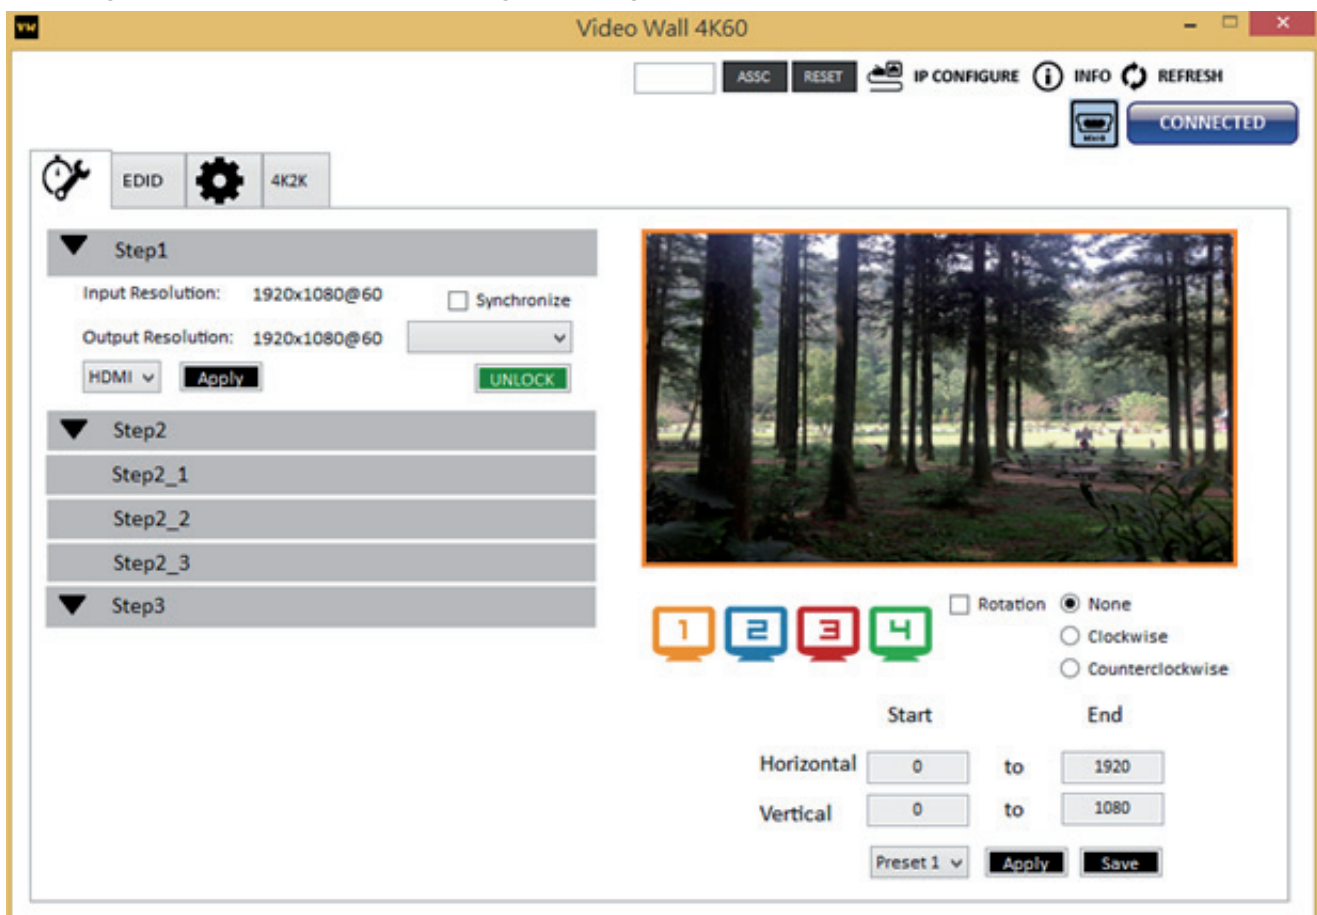 VW Video Wall 4K60
ASSC RESET IP CONFIGURE i INFO REFRESH
CONNECTED
EDID 4K2K
Step1
Input Resolution: 1920x1080@60 Synchronize
Output Resolution: 1920x1080@60
HDMI Apply UNLOCK
Step2
Step2_1
Step2_2
Step2_3
Step3
1 2 3 4
Rotation None
Clockwise
Counterclockwise
Start End
Horizontal 0 to 1920
Vertical 0 to 1080
Preset 1 Apply Save